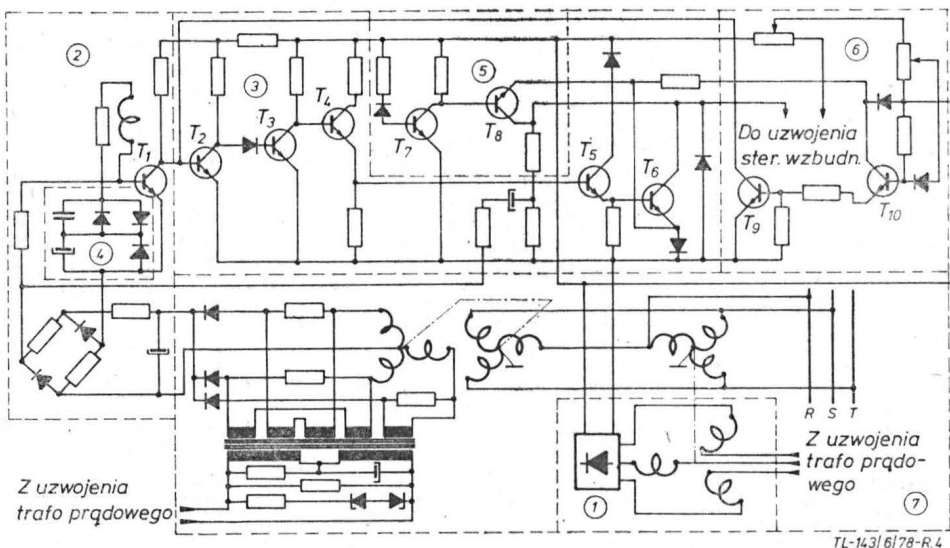 2
6
3
5
T4
T3
T2
T1
T7
T8
T5
T6
Do uzwojenia
ster. wzbudn.
T9
T10
4
R S T
Z uzwojenia
trafo prądo-
wego
Z uzwojenia
trafo prądowego
1
7
TL-143/6/78-R.4